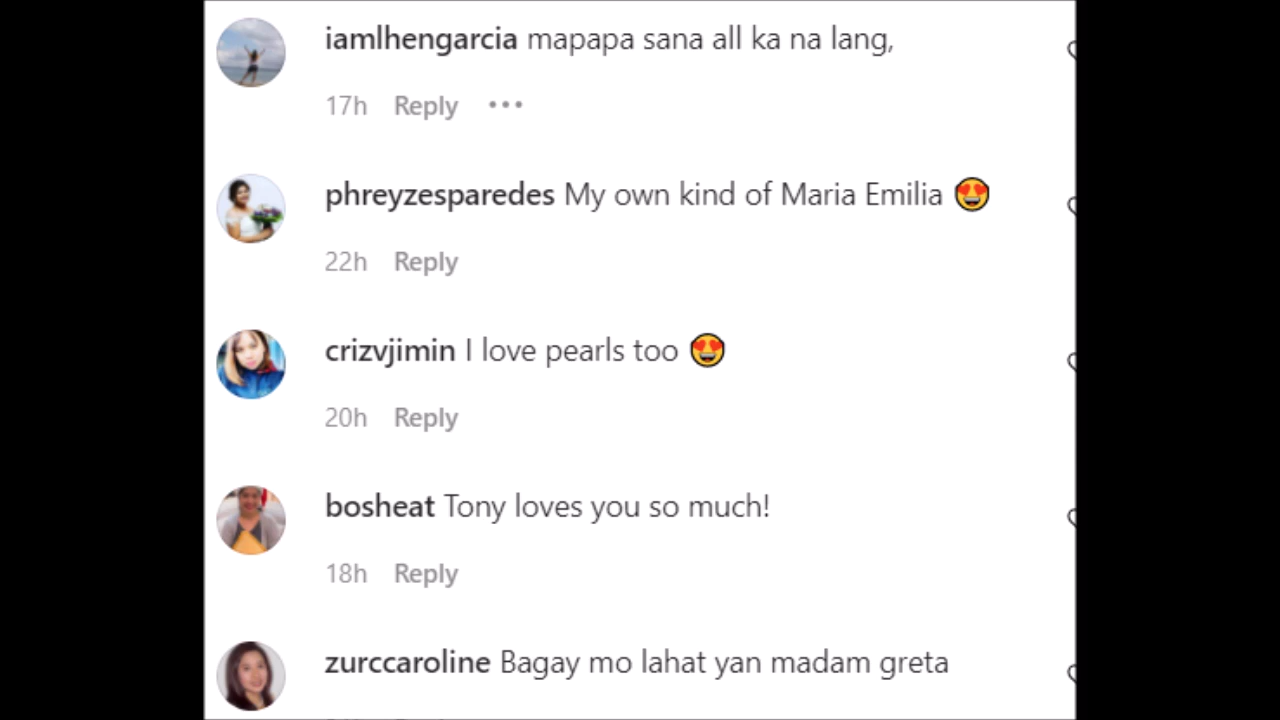 iamlhengarcia mapapa sana all ka na lang,
17h Reply •••
phreyzesparedes My own kind of Maria Emilia 😍
22h Reply
crizvjimin I love pearls too 😍
20h Reply
bosheat Tony loves you so much!
18h Reply
zurccaroline Bagay mo lahat yan madam greta